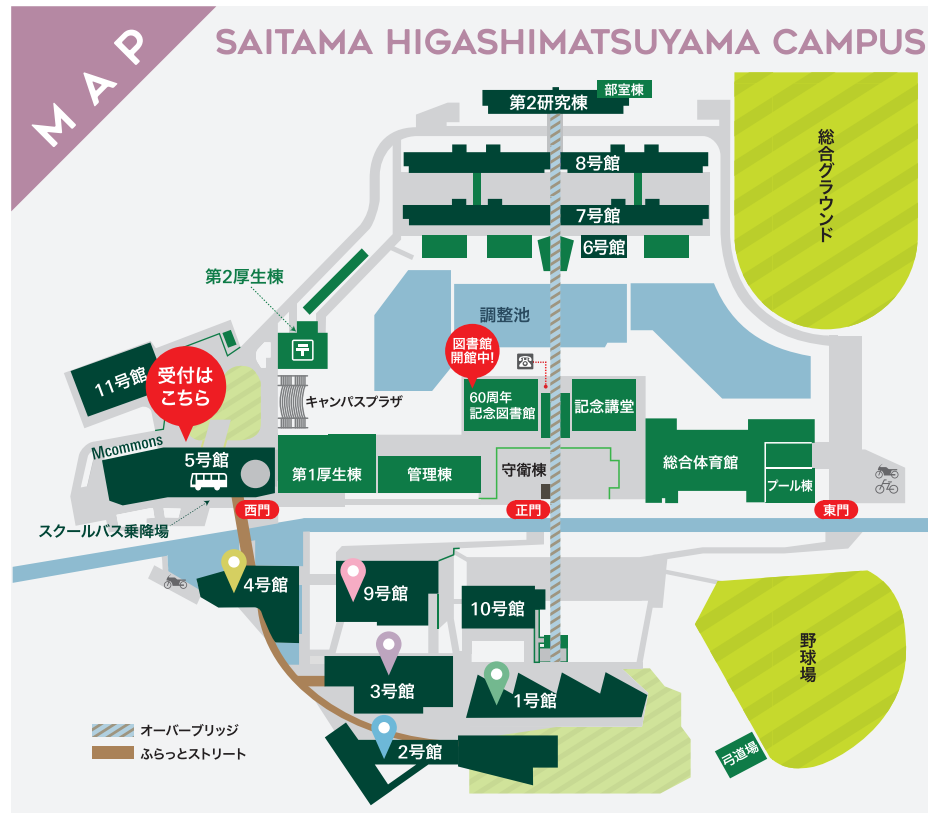 MAP
SAITAMA HIGASHIMATSUYAMA CAMPUS
部室棟
第2研究棟
8号館
7号館
6号館
総合グラウンド
第2厚生棟
調整池
図書館
開館中!
11号館
受付は
こちら
キャンパスプラザ
60周年
記念図書館
記念講堂
Mcommons
5号館
第1厚生棟
管理棟
守衛棟
総合体育館
プール棟
西門
正門
東門
スクールバス乗降場
4号館
9号館
10号館
3号館
1号館
2号館
野球場
弓道場
オーバーブリッジ
ふらっとストリート